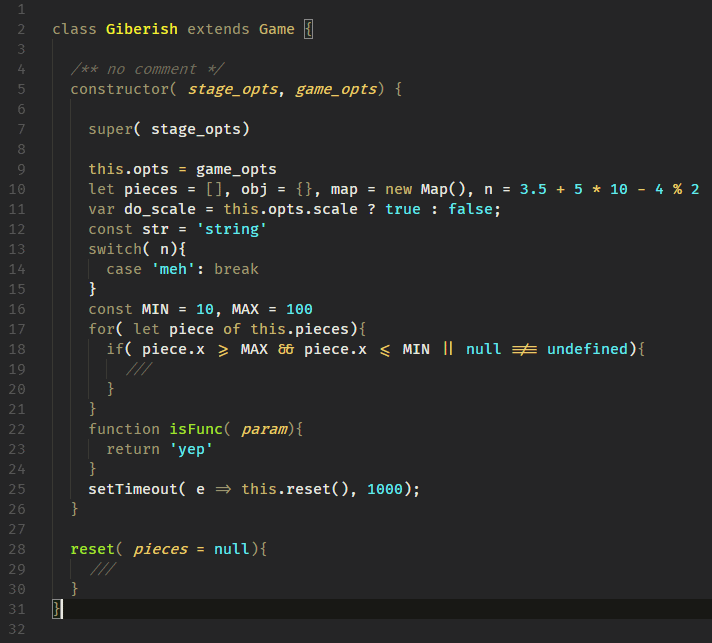 1
2 class Giberish extends Game {
3
4   /** no comment */
5   constructor( stage_opts, game_opts) {
6
7     super( stage_opts)
8
9     this.opts = game_opts
10     let pieces = [], obj = {}, map = new Map(), n = 3.5 + 5 * 10 - 4 % 2
11     var do_scale = this.opts.scale ? true : false;
12     const str = 'string'
13     switch( n){
14       case 'meh': break
15     }
16     const MIN = 10, MAX = 100
17     for( let piece of this.pieces){
18       if( piece.x >= MAX && piece.x <= MIN || null !== undefined){
19         ///
20       }
21     }
22     function isFunc( param){
23       return 'yep'
24     }
25     setTimeout( e => this.reset(), 1000);
26   }
27
28   reset( pieces = null){
29     ///
30   }
31 }
32